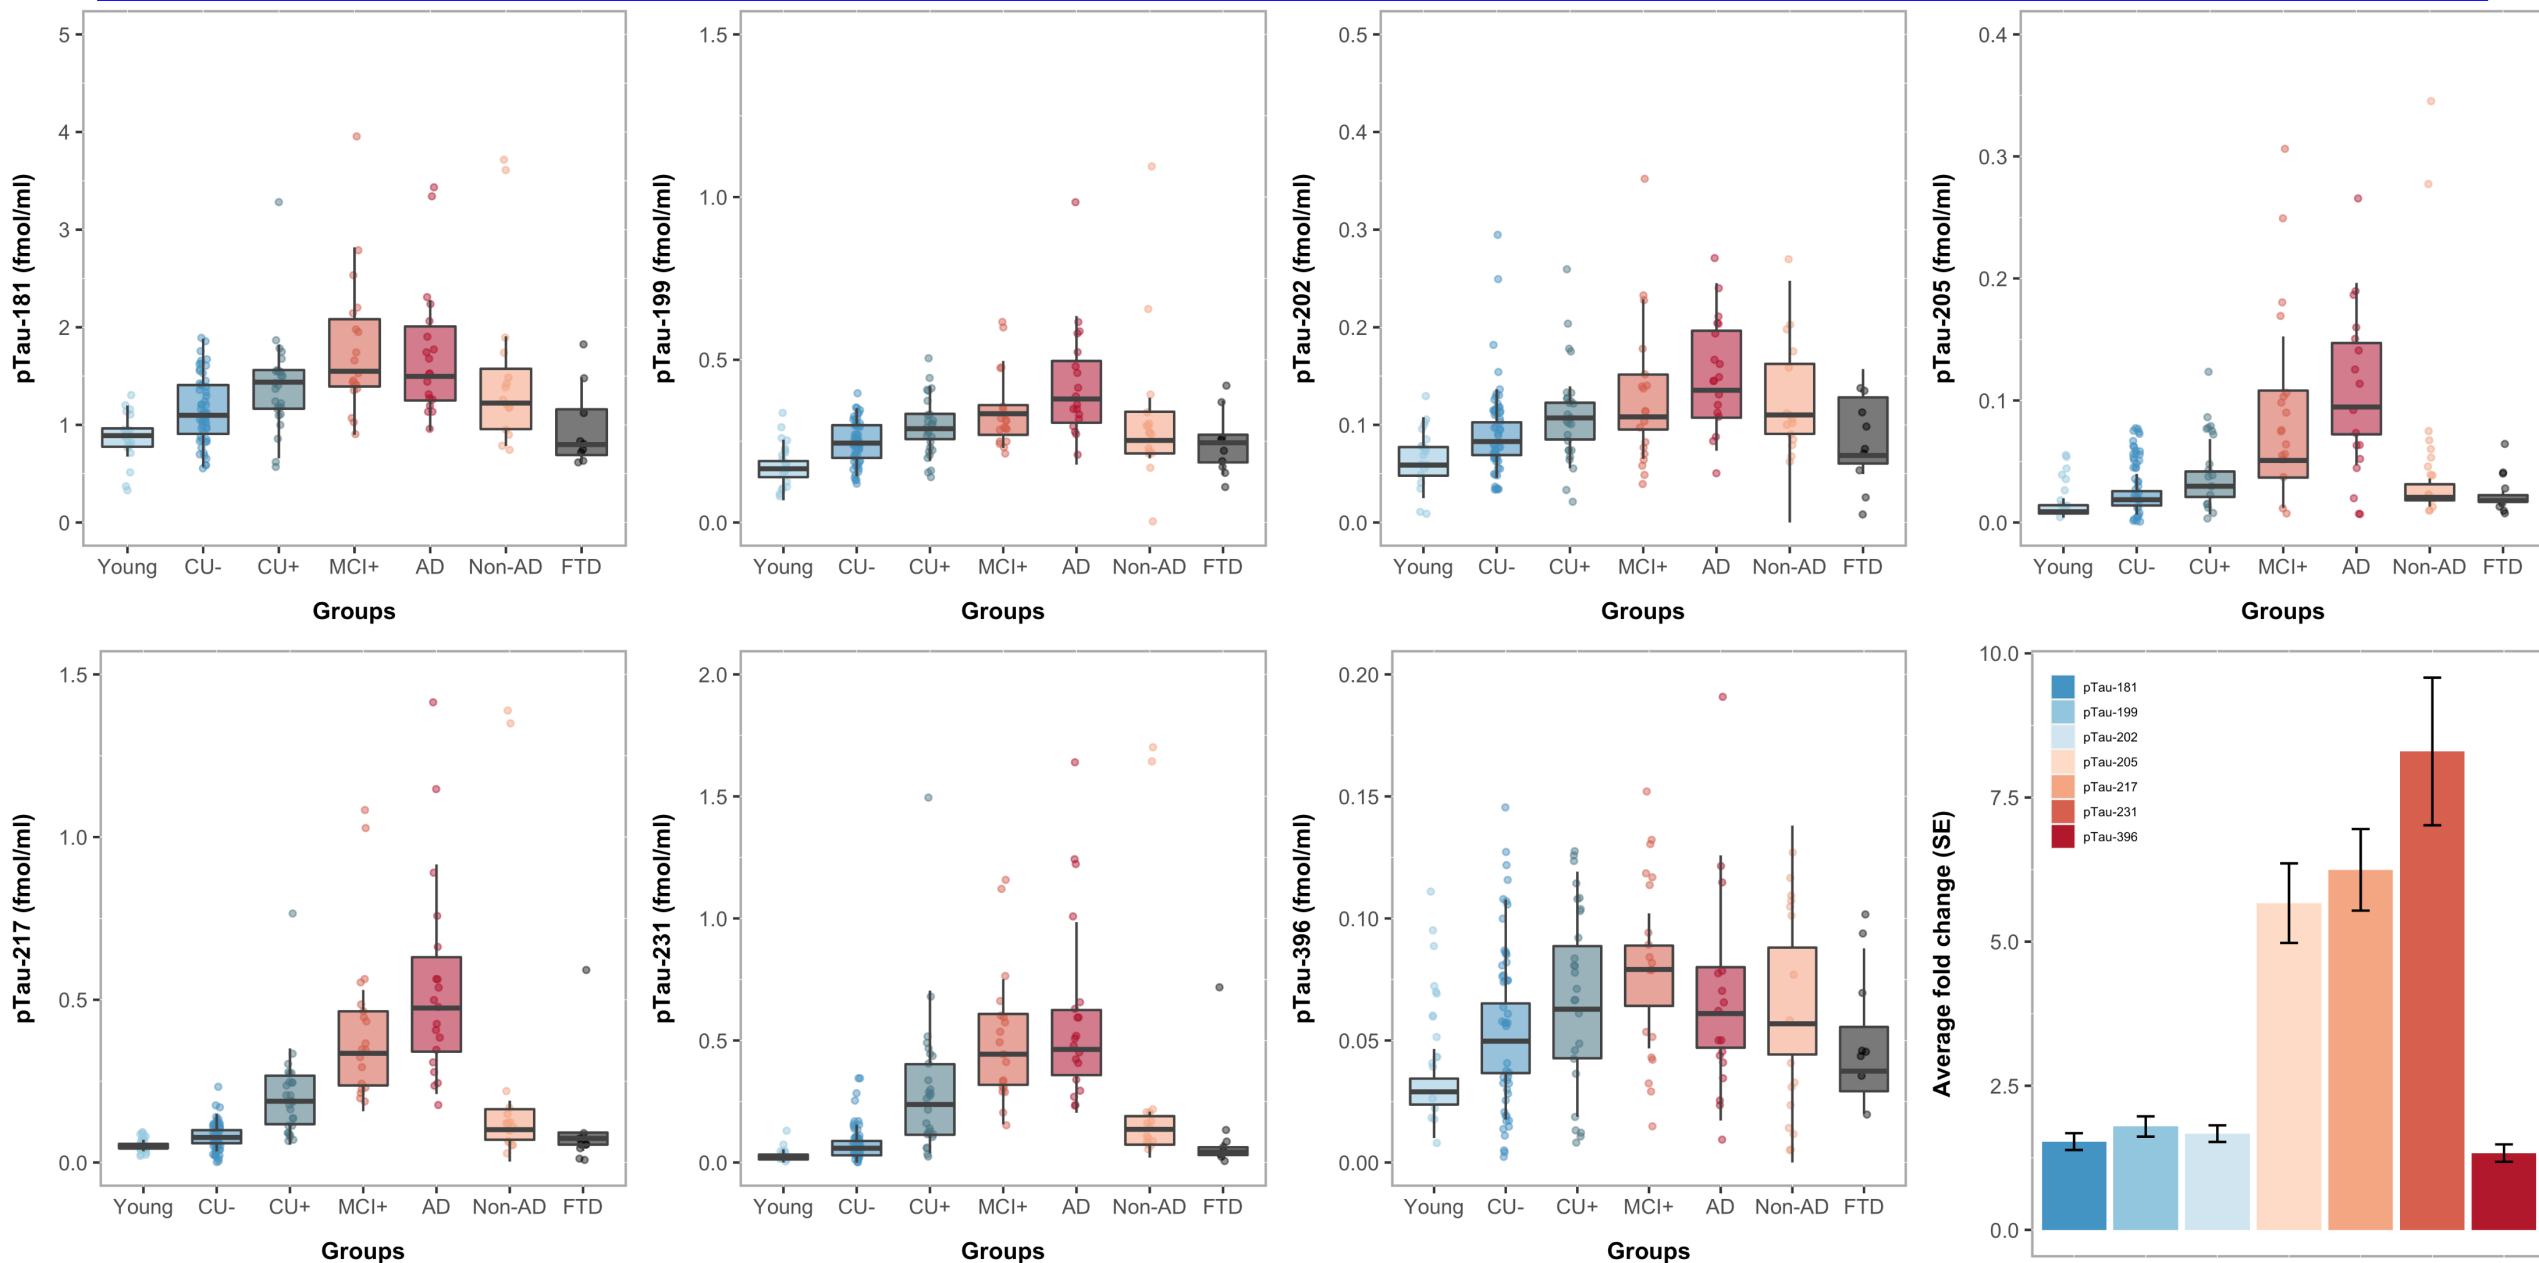 pTau-181 (fmol/ml)
5
4
3
2
1
0
Young CU- CU+ MCI+ AD Non-AD FTD
Groups
pTau-199 (fmol/ml)
1.5
1.0
0.5
0.0
Young CU- CU+ MCI+ AD Non-AD FTD
Groups
pTau-202 (fmol/ml)
0.5
0.4
0.3
0.2
0.1
0.0
Young CU- CU+ MCI+ AD Non-AD FTD
Groups
pTau-205 (fmol/ml)
0.4
0.3
0.2
0.1
0.0
Young CU- CU+ MCI+ AD Non-AD FTD
Groups
pTau-217 (fmol/ml)
1.5
1.0
0.5
0.0
Young CU- CU+ MCI+ AD Non-AD FTD
Groups
pTau-231 (fmol/ml)
2.0
1.5
1.0
0.5
0.0
Young CU- CU+ MCI+ AD Non-AD FTD
Groups
pTau-396 (fmol/ml)
0.20
0.15
0.10
0.05
0.00
Young CU- CU+ MCI+ AD Non-AD FTD
Groups
Average fold change (SE)
10.0
7.5
5.0
2.5
0.0
pTau-181
pTau-199
pTau-202
pTau-205
pTau-217
pTau-231
pTau-396